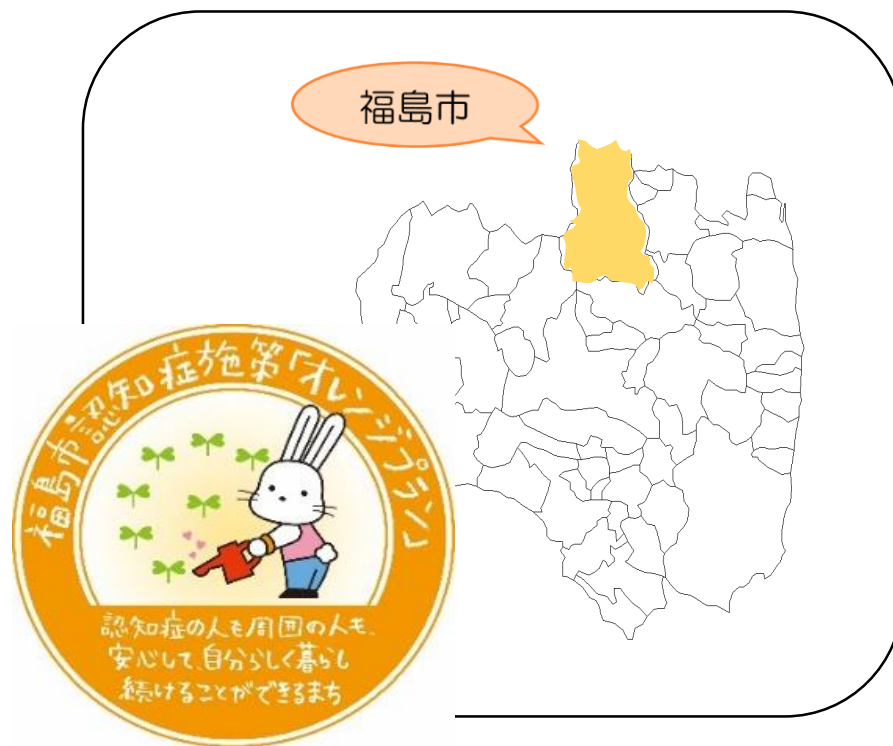 福島市
福島市認知症施策「オレンジプラン」
認知症の人も周囲の人も、
安心して、自分らしく暮らし
続けることができるまち